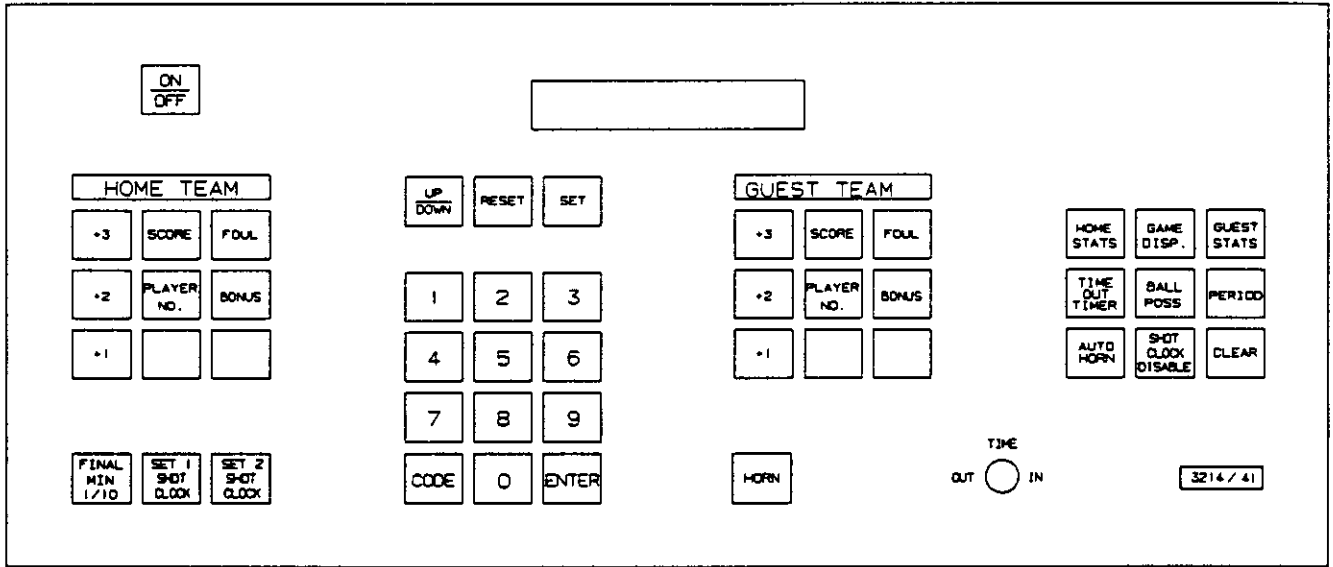 ON
OFF
HOME TEAM
+3
SCORE
FOUL
+2
PLAYER
NO.
BONUS
+1
FINAL
MIN
1/10
SET 1
SHOT
CLOCK
SET 2
SHOT
CLOCK
UP
DOWN
RESET
SET
1
2
3
4
5
6
7
8
9
CODE
0
ENTER
GUEST TEAM
+3
SCORE
FOUL
+2
PLAYER
NO.
BONUS
+1
HORN
HOME
STATS
GAME
DISP.
GUEST
STATS
TIME
OUT
TIMER
BALL
POSS
PERIOD
AUTO
HORN
SHOT
CLOCK
DISABLE
CLEAR
TIME
OUT
IN
3214/41